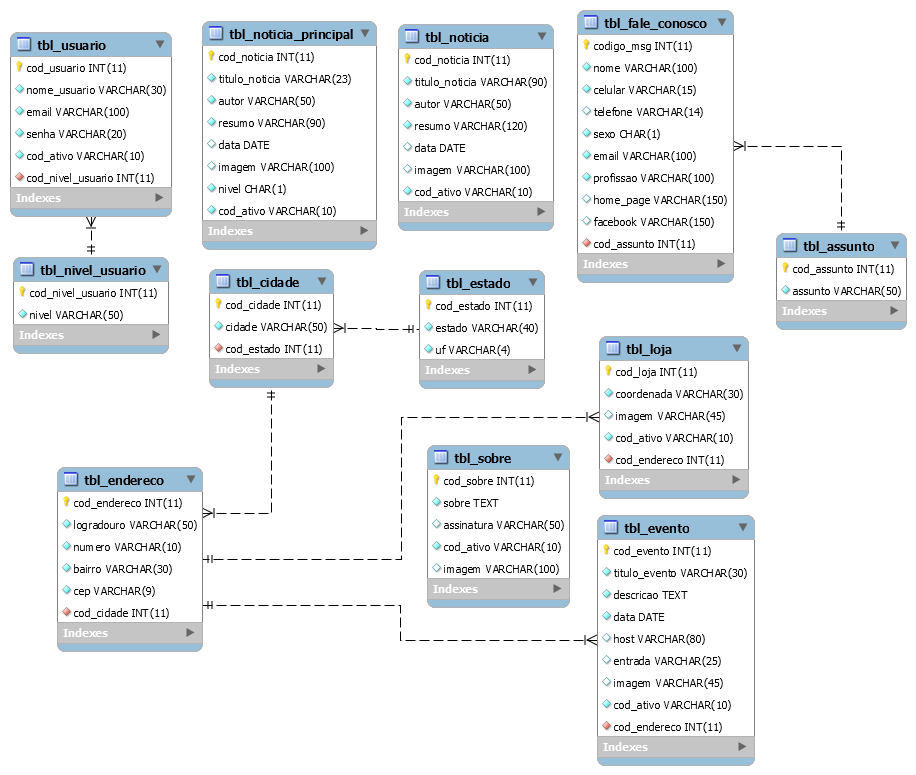 tbl_usuario
cod_usuario INT(11)
nome_usuario VARCHAR(30)
email VARCHAR(100)
senha VARCHAR(20)
cod_ativo VARCHAR(10)
cod_nivel_usuario INT(11)
Indexes
tbl_noticia_principal
cod_noticia INT(11)
titulo_noticia VARCHAR(23)
autor VARCHAR(50)
resumo VARCHAR(90)
data DATE
imagem VARCHAR(100)
nivel CHAR(1)
cod_ativo VARCHAR(10)
Indexes
tbl_noticia
cod_noticia INT(11)
titulo_noticia VARCHAR(90)
autor VARCHAR(50)
resumo VARCHAR(120)
data DATE
imagem VARCHAR(100)
cod_ativo VARCHAR(10)
Indexes
tbl_fale_conosco
codigo_msg INT(11)
nome VARCHAR(100)
celular VARCHAR(15)
telefone VARCHAR(14)
sexo CHAR(1)
email VARCHAR(100)
profissao VARCHAR(100)
home_page VARCHAR(150)
facebook VARCHAR(150)
cod_assunto INT(11)
Indexes
tbl_assunto
cod_assunto INT(11)
assunto VARCHAR(50)
Indexes
tbl_nivel_usuario
cod_nivel_usuario INT(11)
nivel VARCHAR(50)
Indexes
tbl_cidade
cod_cidade INT(11)
cidade VARCHAR(50)
cod_estado INT(11)
Indexes
tbl_estado
cod_estado INT(11)
estado VARCHAR(40)
uf VARCHAR(4)
Indexes
tbl_loja
cod_loja INT(11)
coordenada VARCHAR(30)
imagem VARCHAR(45)
cod_ativo VARCHAR(10)
cod_endereco INT(11)
Indexes
tbl_endereco
cod_endereco INT(11)
logradouro VARCHAR(50)
numero VARCHAR(10)
bairro VARCHAR(30)
cep VARCHAR(9)
cod_cidade INT(11)
Indexes
tbl_sobre
cod_sobre INT(11)
sobre TEXT
assinatura VARCHAR(50)
cod_ativo VARCHAR(10)
imagem VARCHAR(100)
Indexes
tbl_evento
cod_evento INT(11)
titulo_evento VARCHAR(30)
descricao TEXT
data DATE
host VARCHAR(80)
entrada VARCHAR(25)
imagem VARCHAR(45)
cod_ativo VARCHAR(10)
cod_endereco INT(11)
Indexes